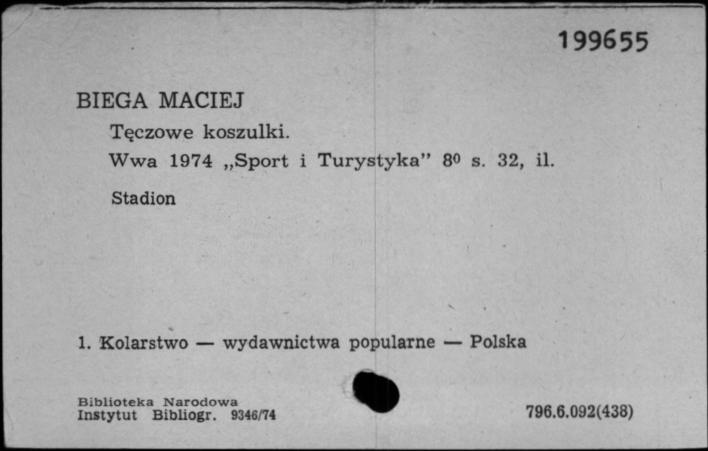 199655
BIEGA MACIEJ
Tęczowe koszulki.
Wwa 1974 „Sport i Turystyka” 8⁰ s. 32, il.
Stadion
1. Kolarstwo — wydawnictwa popularne — Polska
Biblioteka Narodowa
Instytut Bibliogr. 9346/74
796.6.092(438)